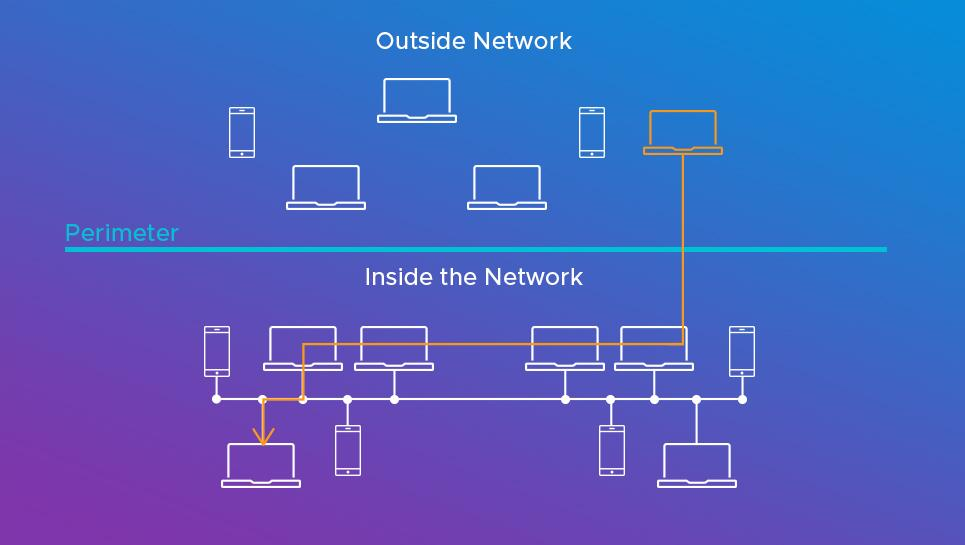 Outside Network
Perimeter
Inside the Network